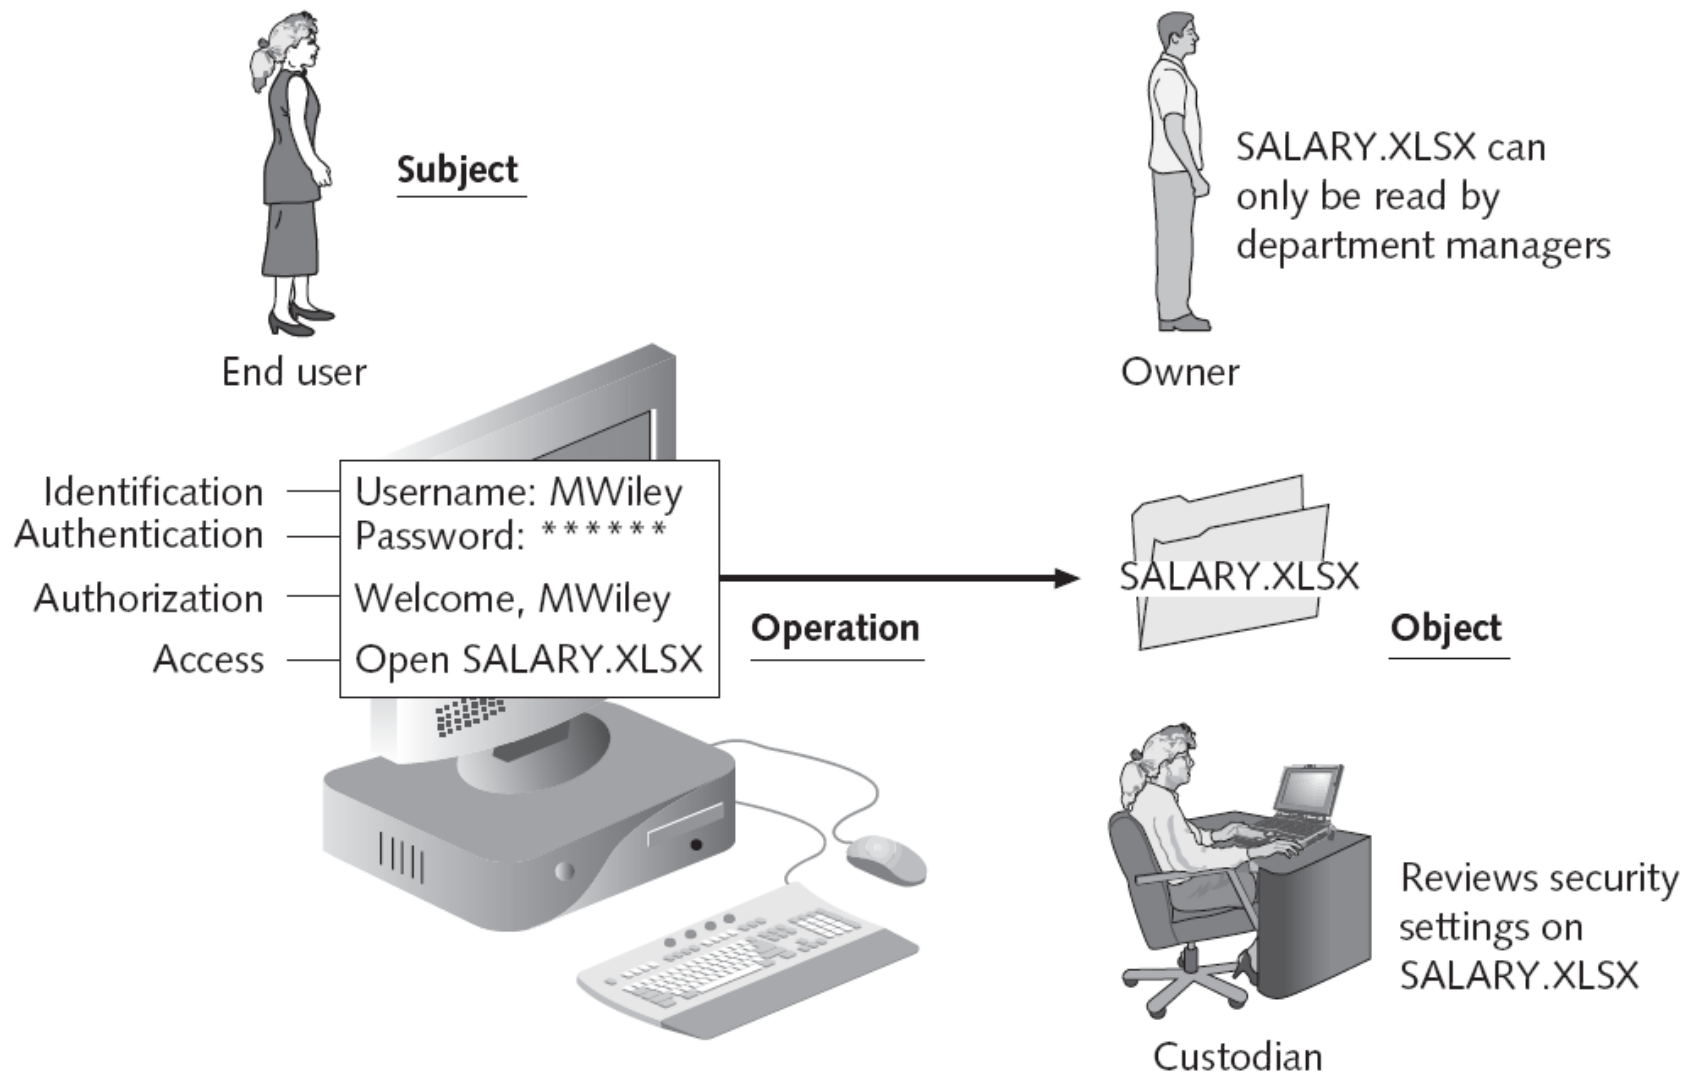 Subject
End user
SALARY.XLSX can
only be read by
department managers
Owner
Identification
Authentication
Authorization
Access
Username: MWiley
Password: ******
Welcome, MWiley
Open SALARY.XLSX
Operation
SALARY.XLSX
Object
Reviews security
settings on
SALARY.XLSX
Custodian